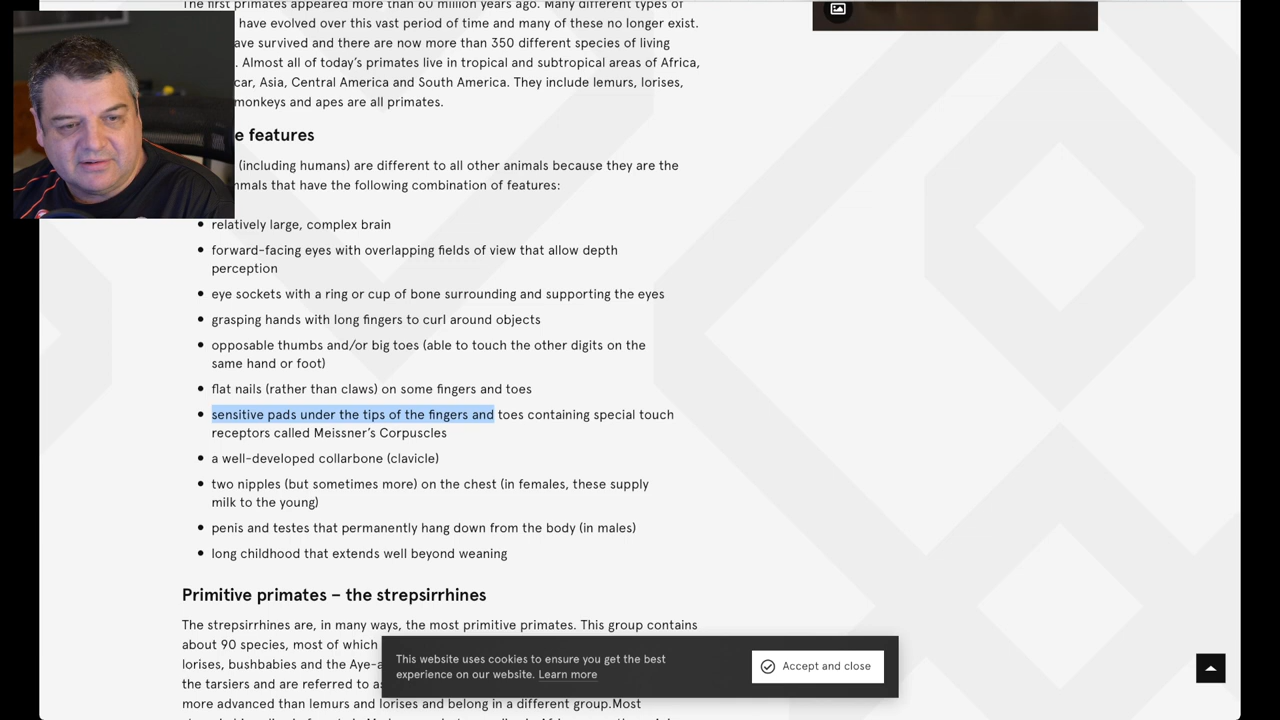 The first primates appeared more than 60 million years ago. Many different types of
have evolved over this vast period of time and many of these no longer exist.
ave survived and there are now more than 350 different species of living
. Almost all of today's primates live in tropical and subtropical areas of Africa,
car, Asia, Central America and South America. They include lemurs, lorises,
monkeys and apes are all primates.
e features
(including humans) are different to all other animals because they are the
mmals that have the following combination of features:
• relatively large, complex brain
• forward-facing eyes with overlapping fields of view that allow depth
perception
• eye sockets with a ring or cup of bone surrounding and supporting the eyes
• grasping hands with long fingers to curl around objects
• opposable thumbs and/or big toes (able to touch the other digits on the
same hand or foot)
• flat nails (rather than claws) on some fingers and toes
• sensitive pads under the tips of the fingers and toes containing special touch
receptors called Meissner's Corpuscles
• a well-developed collarbone (clavicle)
• two nipples (but sometimes more) on the chest (in females, these supply
milk to the young)
• penis and testes that permanently hang down from the body (in males)
• long childhood that extends well beyond weaning
Primitive primates – the strepsirrhines
The strepsirrhines are, in many ways, the most primitive primates. This group contains
about 90 species, most of which
lorises, bushbabies and the Aye-a
the tarsiers and are referred to as
more advanced than lemurs and lorises and belong in a different group.Most
This website uses cookies to ensure you get the best
experience on our website. Learn more
Accept and close